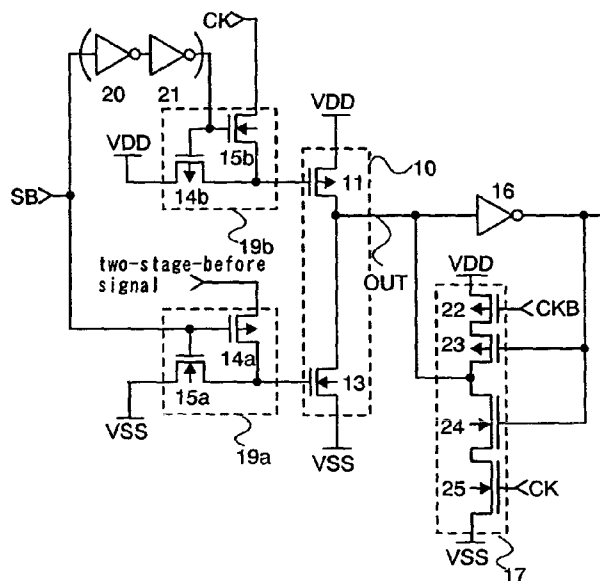 CK
20
21
VDD
VDD
15b
10
16
14b
11
SB
19b
two-stage-before
signal
OUT
VDD
22
CKB
23
14a
13
15a
24
VSS
19a
VSS
25
CK
VSS
17